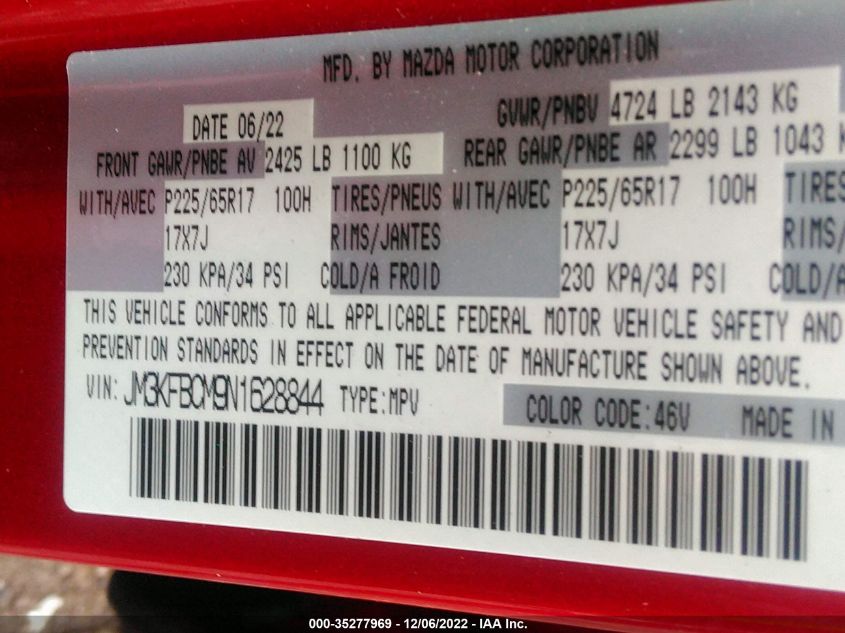 MFD. BY MAZDA MOTOR CORPORATION
DATE 06/22
GVWR/PNBV 4724 LB 2143 KG
FRONT GAWR/PNBE AV 2425 LB 1100 KG
REAR GAWR/PNBE AR 2299 LB 1043 K
WITH/AVEC P225/65R17 100H TIRES/PNEUS WITH/AVEC P225/65R17 100H TIRES
17X7J RIMS/JANTES 17X7J RIMS/
230 KPA/34 PSI COLD/A FROID 230 KPA/34 PSI COLD/A
THIS VEHICLE CONFORMS TO ALL APPLICABLE FEDERAL MOTOR VEHICLE SAFETY AND
PREVENTION STANDARDS IN EFFECT ON THE DATE OF MANUFACTURE SHOWN ABOVE.
VIN: JM3KFBCM9N1628844 TYPE:MPV
COLOR CODE:46V MADE IN
000-35277969 - 12/06/2022 - IAA Inc.